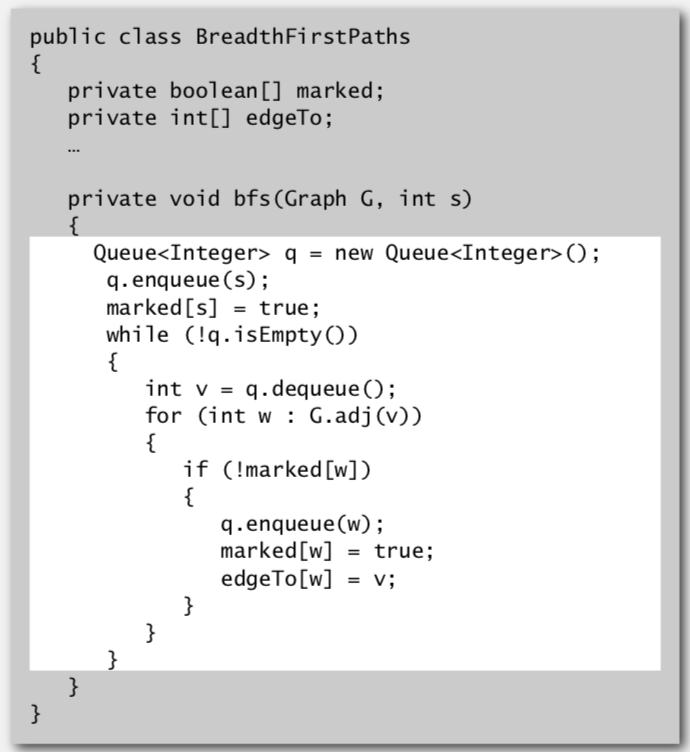 public class BreadthFirstPaths
{
   private boolean[] marked;
   private int[] edgeTo;
   …
   private void bfs(Graph G, int s)
   {
     Queue<Integer> q = new Queue<Integer>();
      q.enqueue(s);
      marked[s] = true;
      while (!q.isEmpty())
      {
         int v = q.dequeue();
         for (int w : G.adj(v))
         {
            if (!marked[w])
            {
               q.enqueue(w);
               marked[w] = true;
               edgeTo[w] = v;
            }
         }
      }
   }
}